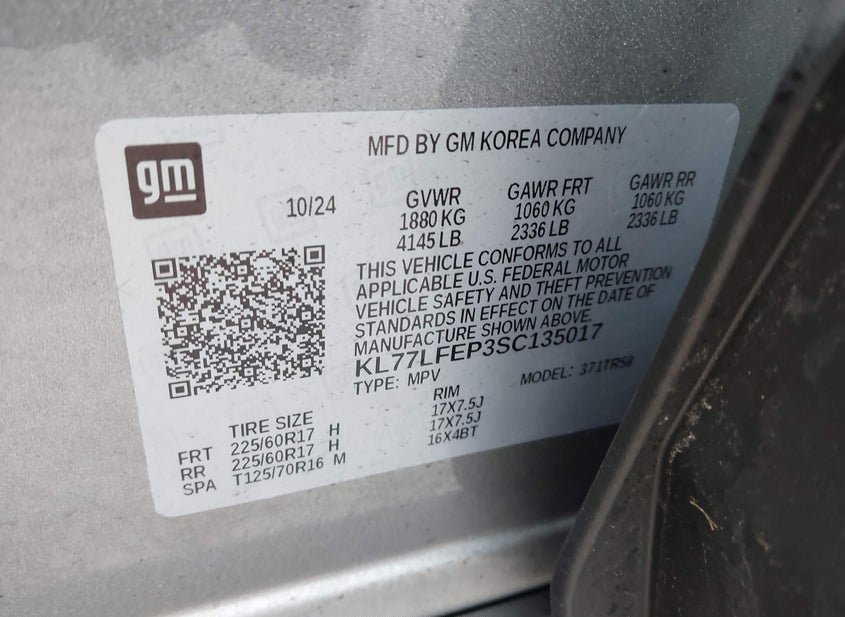 gm
MFD BY GM KOREA COMPANY
10/24
GVWR GAWR FRT GAWR RR
1880 KG 1060 KG 1060 KG
4145 LB 2336 LB 2336 LB
THIS VEHICLE CONFORMS TO ALL
APPLICABLE U.S. FEDERAL MOTOR
VEHICLE SAFETY AND THEFT PREVENTION
STANDARDS IN EFFECT ON THE DATE OF
MANUFACTURE SHOWN ABOVE.
KL77LFEP3SC135017
TYPE: MPV MODEL: 371TR58
TIRE SIZE RIM
FRT 225/60R17 H 17X7.5J
RR 225/60R17 H 17X7.5J
SPA T125/70R16 M 16X4BT